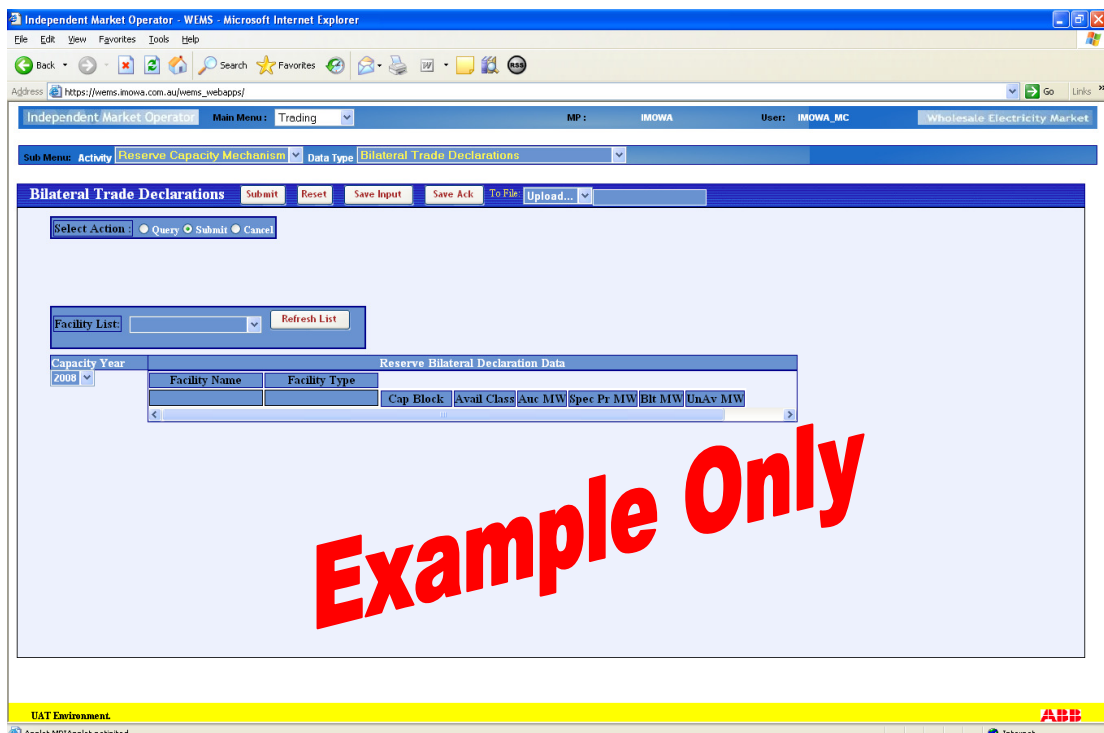 Independent Market Operator - WEMS - Microsoft Internet Explorer
File Edit View Favorites Tools Help
Back Search Favorites RSS
Address https://wems.imowa.com.au/wems_webapps/ Go Links »
Independent Market Operator Main Menu : Trading MP : IMOWA User: IMOWA_MC Wholesale Electricity Market
Sub Menu: Activity Reserve Capacity Mechanism Data Type Bilateral Trade Declarations
Bilateral Trade Declarations Submit Reset Save Input Save Ack To File: Upload...
Select Action : Query Submit Cancel
Facility List: Refresh List
Capacity Year Reserve Bilateral Declaration Data
2008 Facility Name Facility Type
Cap Block Avail Class Auc MW Spec Pr MW Blt MW UnAv MW
Example Only
UAT Environment. ABB